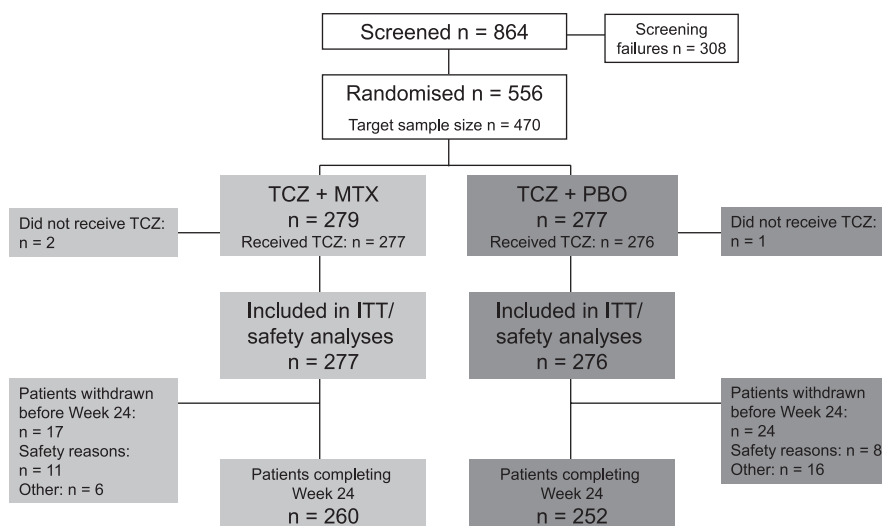 Screened n = 864
Screening
failures n = 308
Randomised n = 556
Target sample size n = 470
TCZ + MTX
n = 279
Received TCZ: n = 277
TCZ + PBO
n = 277
Received TCZ: n = 276
Did not receive TCZ:
n = 2
Did not receive TCZ:
n = 1
Included in ITT/
safety analyses
n = 277
Included in ITT/
safety analyses
n = 276
Patients withdrawn
before Week 24:
n = 17
Safety reasons:
n = 11
Other: n = 6
Patients withdrawn
before Week 24:
n = 24
Safety reasons: n = 8
Other: n = 16
Patients completing
Week 24
n = 260
Patients completing
Week 24
n = 252